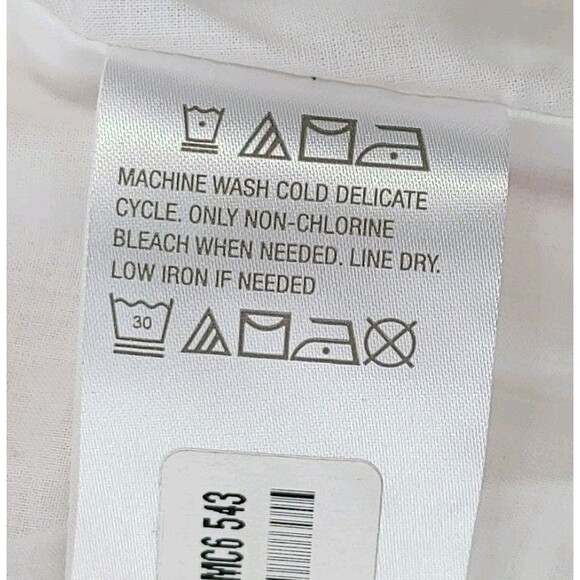 MACHINE WASH COLD DELICATE
CYCLE. ONLY NON-CHLORINE
BLEACH WHEN NEEDED. LINE DRY.
LOW IRON IF NEEDED
30
MC6 543